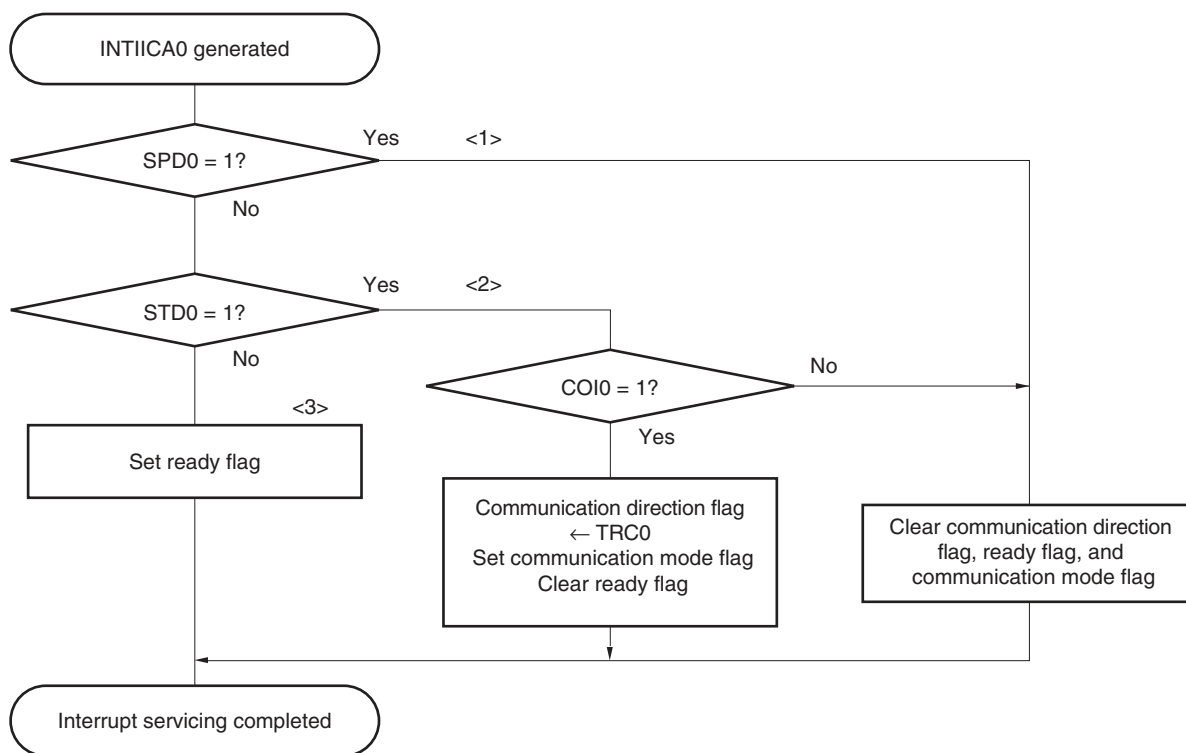 INTIICA0 generated
Yes
<1>
SPD0 = 1?
No
Yes
<2>
STD0 = 1?
No
COI0 = 1?
No
<3>
Yes
Set ready flag
Communication direction flag
← TRC0
Set communication mode flag
Clear ready flag
Clear communication direction
flag, ready flag, and
communication mode flag
Interrupt servicing completed